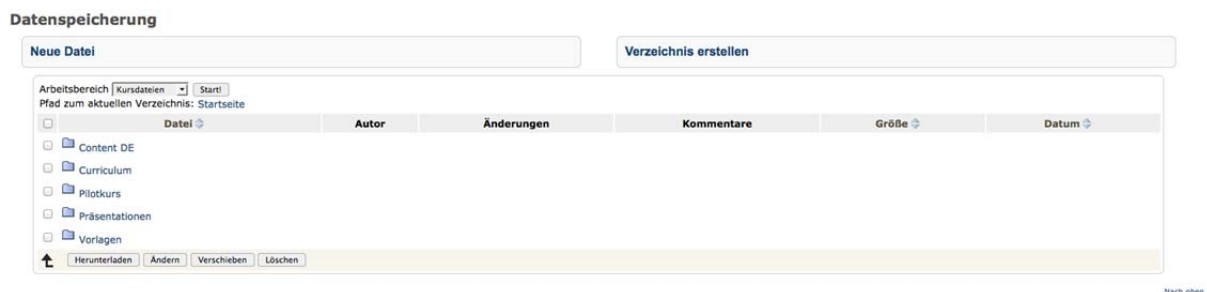 Datenspeicherung
Neue Datei Verzeichnis erstellen
Arbeitsbereich Kursdateien Start!
Pfad zum aktuellen Verzeichnis: Startseite
Datei Autor Änderungen Kommentare Größe Datum
Content DE
Curriculum
Pilotkurs
Präsentationen
Vorlagen
Herunterladen Ändern Verschieben Löschen
Nach oben